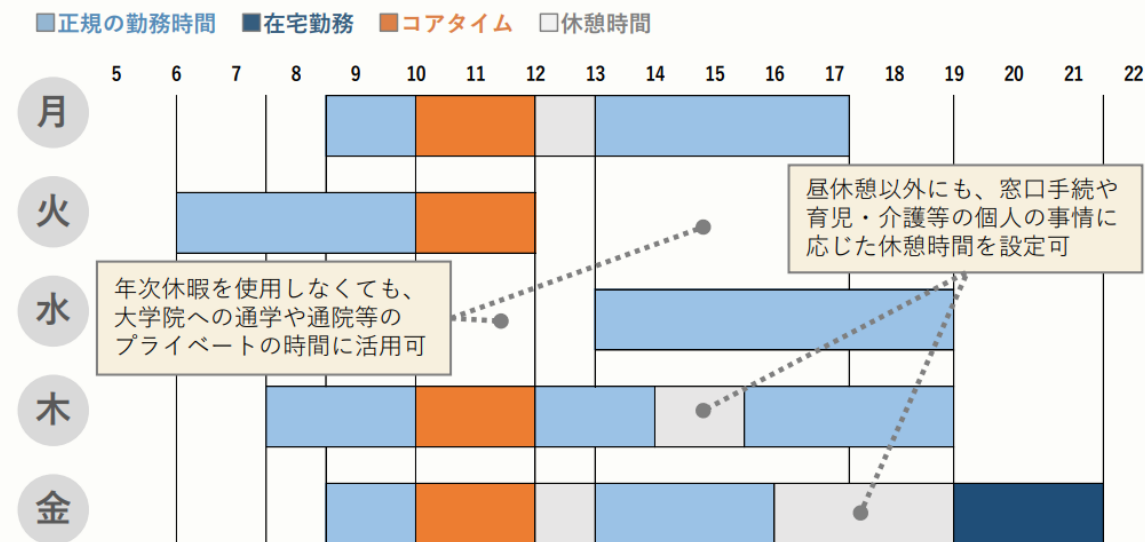 ■正規の勤務時間 ■在宅勤務 ■コアタイム □休憩時間
5 6 7 8 9 10 11 12 13 14 15 16 17 18 19 20 21 22
月
火
昼休憩以外にも、窓口手続や
育児・介護等の個人の事情に
応じた休憩時間を設定可
水
年次休暇を使用しなくても、
大学院への通学や通院等の
プライベートの時間に活用可
木
金